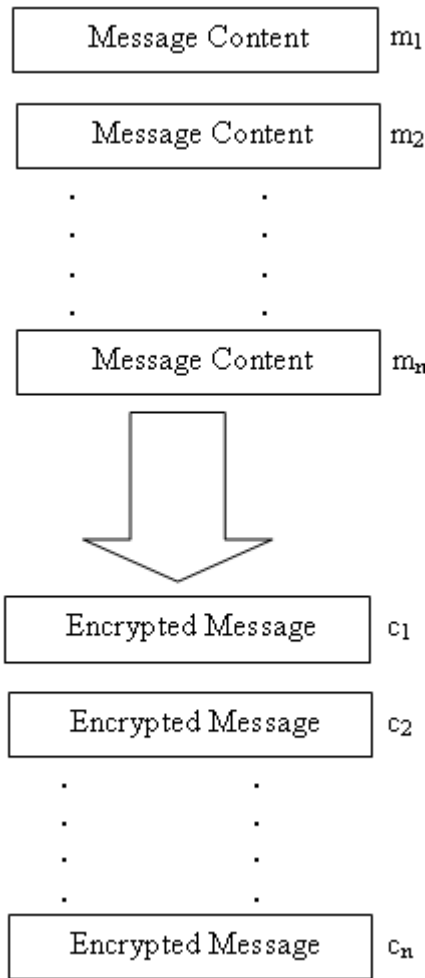 Message Content m₁
Message Content m₂
Message Content mₙ
Encrypted Message c₁
Encrypted Message c₂
Encrypted Message cₙ